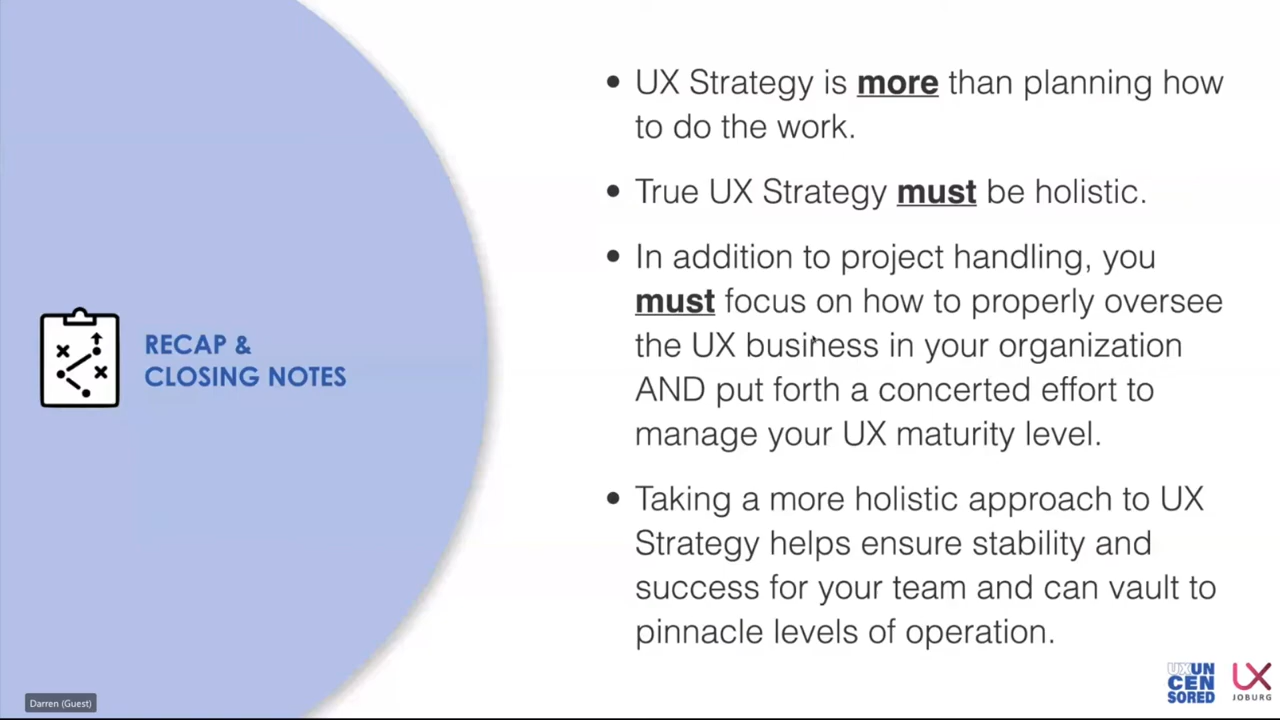 RECAP &
CLOSING NOTES
• UX Strategy is more than planning how
to do the work.
• True UX Strategy must be holistic.
• In addition to project handling, you
must focus on how to properly oversee
the UX business in your organization
AND put forth a concerted effort to
manage your UX maturity level.
• Taking a more holistic approach to UX
Strategy helps ensure stability and
success for your team and can vault to
pinnacle levels of operation.
Darren (Guest)
UXUN
CEN
SORED
UX
JOBURG